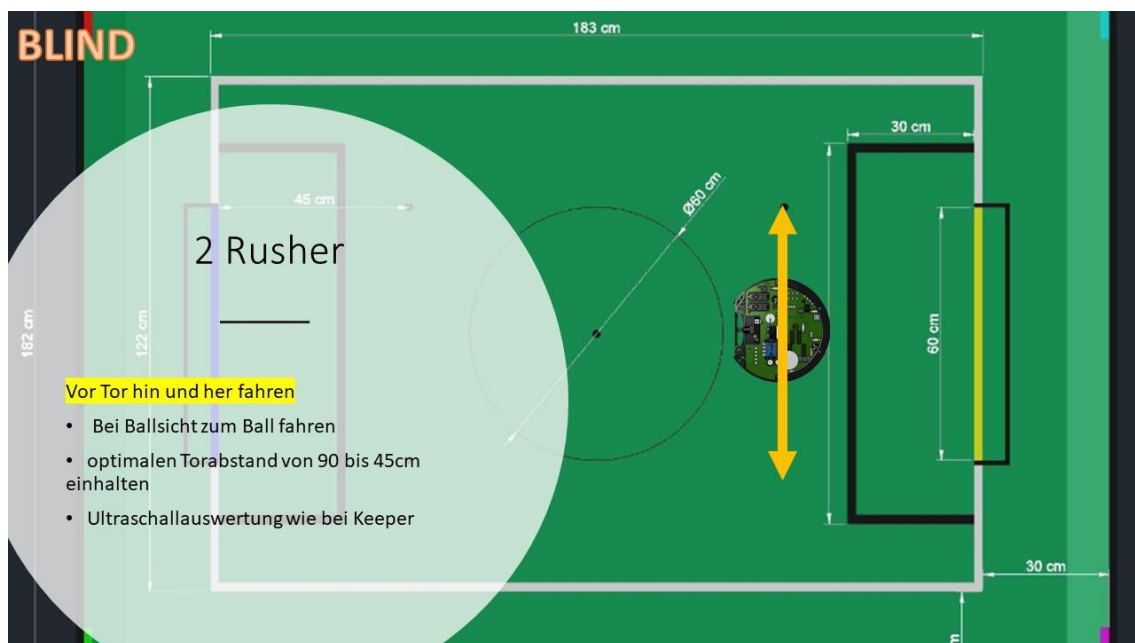 BLIND
183 cm
30 cm
Ø60 cm
45 cm
2 Rusher
182 cm
122 cm
60 cm
Vor Tor hin und her fahren
• Bei Ballsicht zum Ball fahren
• optimalen Torabstand von 90 bis 45cm
einhalten
• Ultraschallauswertung wie bei Keeper
30 cm